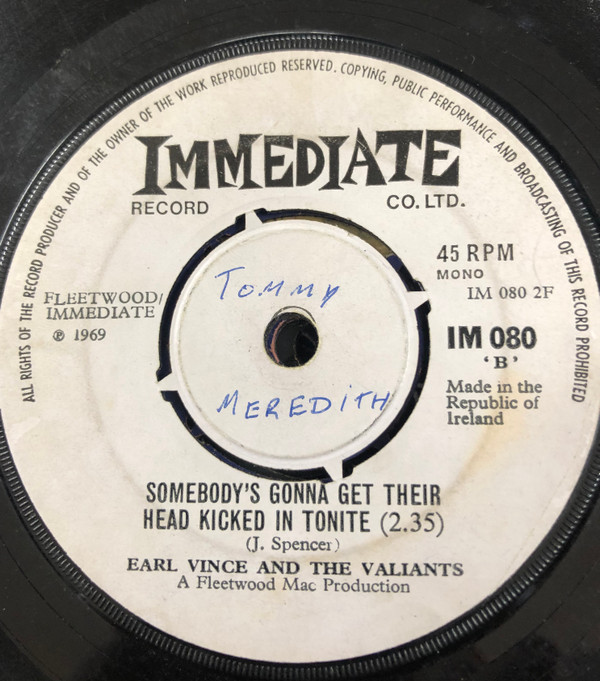 ALL RIGHTS OF THE RECORD PRODUCER AND OF THE OWNER OF THE WORK REPRODUCED RESERVED. COPYING, PUBLIC PERFORMANCE AND BROADCASTING OF THIS RECORD PROHIBITED
IMMEDIATE
RECORD CO. LTD.
45 RPM
MONO
IM 080 2F
FLEETWOOD/
IMMEDIATE
℗ 1969
IM 080
'B'
Made in the
Republic of
Ireland
Tommy
MEREDITH
SOMEBODY'S GONNA GET THEIR
HEAD KICKED IN TONITE (2.35)
(J. Spencer)
EARL VINCE AND THE VALIANTS
A Fleetwood Mac Production